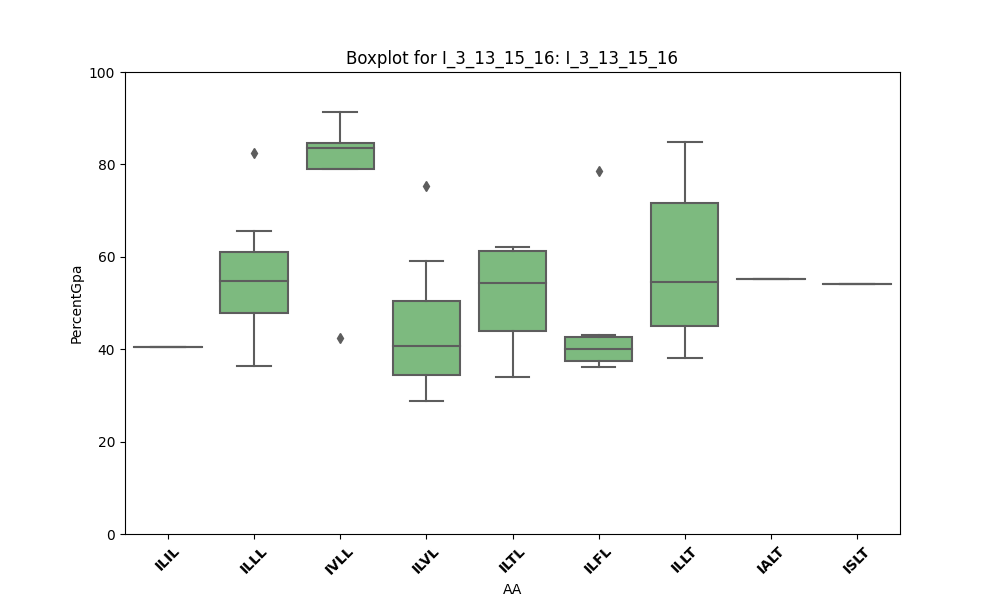 Boxplot for I_3_13_15_16: I_3_13_15_16
100
80
60
40
20
0
PercentGpa
ILIL
ILLL
IVLL
ILVL
ILTL
ILFL
ILLT
IALT
ISLT
AA